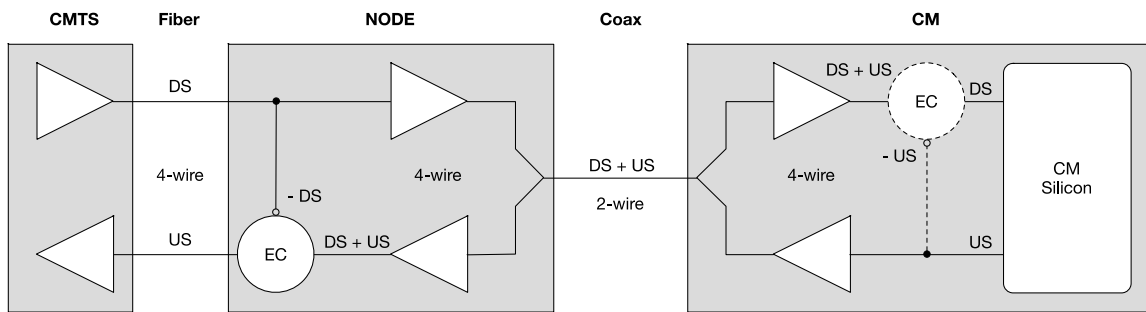 CMTS Fiber NODE Coax CM
DS
DS + US
DS
EC
DS + US
- US
4-wire
4-wire
4-wire
CM
Silicon
2-wire
- DS
US
EC
DS + US
US